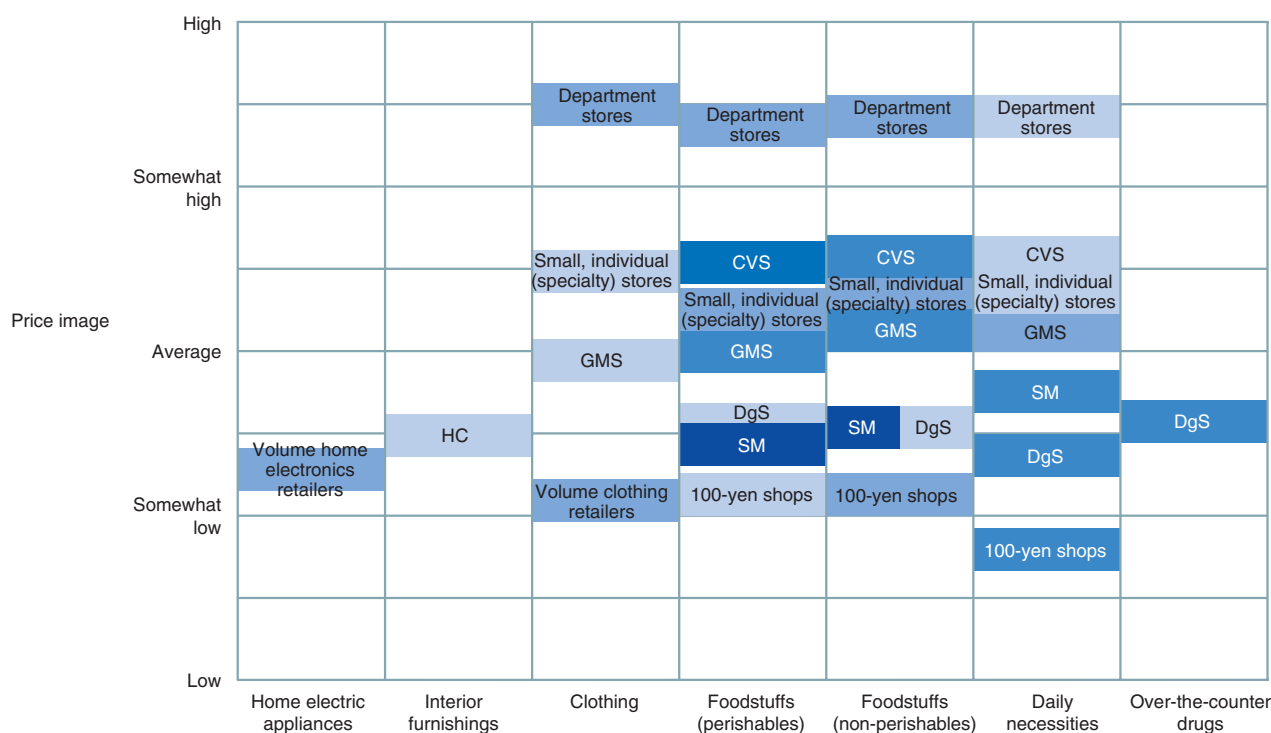 High
Somewhat
high
Price image
Average
Somewhat
low
Low
Volume home
electronics
retailers
HC
Department
stores
Small, individual
(specialty) stores
GMS
Volume clothing
retailers
Department
stores
CVS
Small, individual
(specialty) stores
GMS
DgS
SM
100-yen shops
Department
stores
CVS
Small, individual
(specialty) stores
GMS
SM
DgS
100-yen shops
Department
stores
CVS
Small, individual
(specialty) stores
GMS
SM
DgS
100-yen shops
DgS
Home electric
appliances
Interior
furnishings
Clothing
Foodstuffs
(perishables)
Foodstuffs
(non-perishables)
Daily
necessities
Over-the-counter
drugs